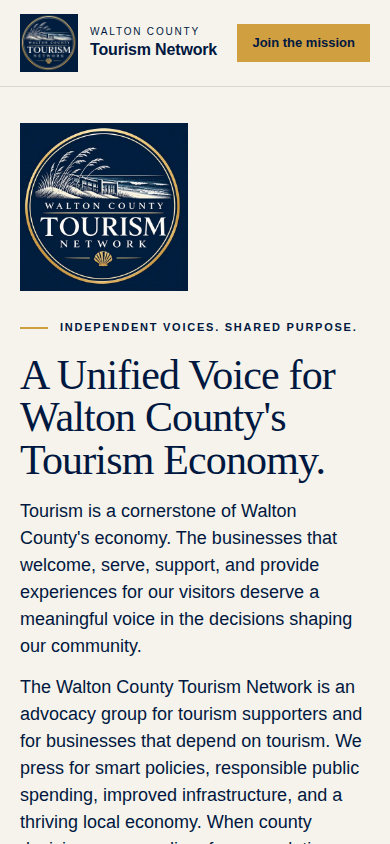 WALTON COUNTY
TOURISM
NETWORK
WALTON COUNTY
Tourism Network
Join the mission
WALTON COUNTY
TOURISM
NETWORK
INDEPENDENT VOICES. SHARED PURPOSE.
A Unified Voice for
Walton County's
Tourism Economy.
Tourism is a cornerstone of Walton
County's economy. The businesses that
welcome, serve, support, and provide
experiences for our visitors deserve a
meaningful voice in the decisions shaping
our community.
The Walton County Tourism Network is an
advocacy group for tourism supporters and
for businesses that depend on tourism. We
press for smart policies, responsible public
spending, improved infrastructure, and a
thriving local economy. When county